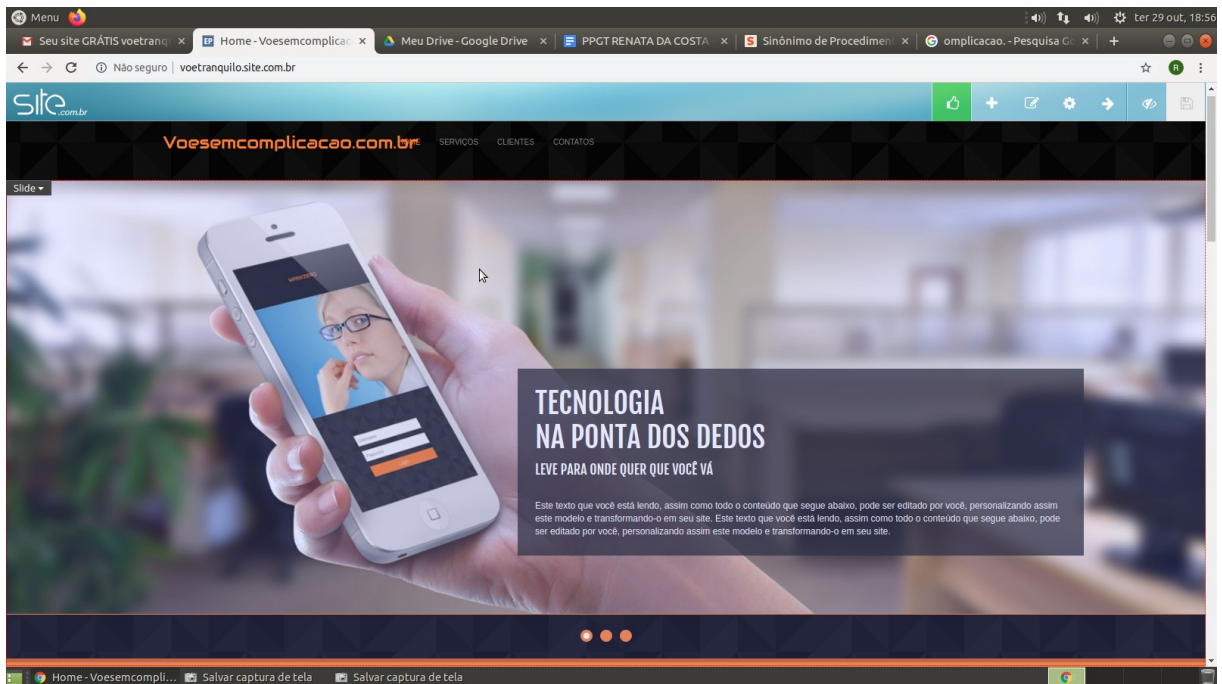 Menu
ter 29 out, 18:56
Seu site GRÁTIS voetranq
Home - Voesemcomplicac
Meu Drive - Google Drive
PPGT RENATA DA COSTA
Sinônimo de Procediment
omplicacao. - Pesquisa Go
Não seguro | voetranquilo.site.com.br
R
site.com.br
Voesemcomplicacao.com.br
SERVIÇOS
CLIENTES
CONTATOS
Slide
TECNOLOGIA
NA PONTA DOS DEDOS
LEVE PARA ONDE QUER QUE VOCÊ VÁ
Este texto que você está lendo, assim como todo o conteúdo que segue abaixo, pode ser editado por você, personalizando assim
este modelo e transformando-o em seu site. Este texto que você está lendo, assim como todo o conteúdo que segue abaixo, pode
ser editado por você, personalizando assim este modelo e transformando-o em seu site.
Home - Voesemcompli...
Salvar captura de tela
Salvar captura de tela